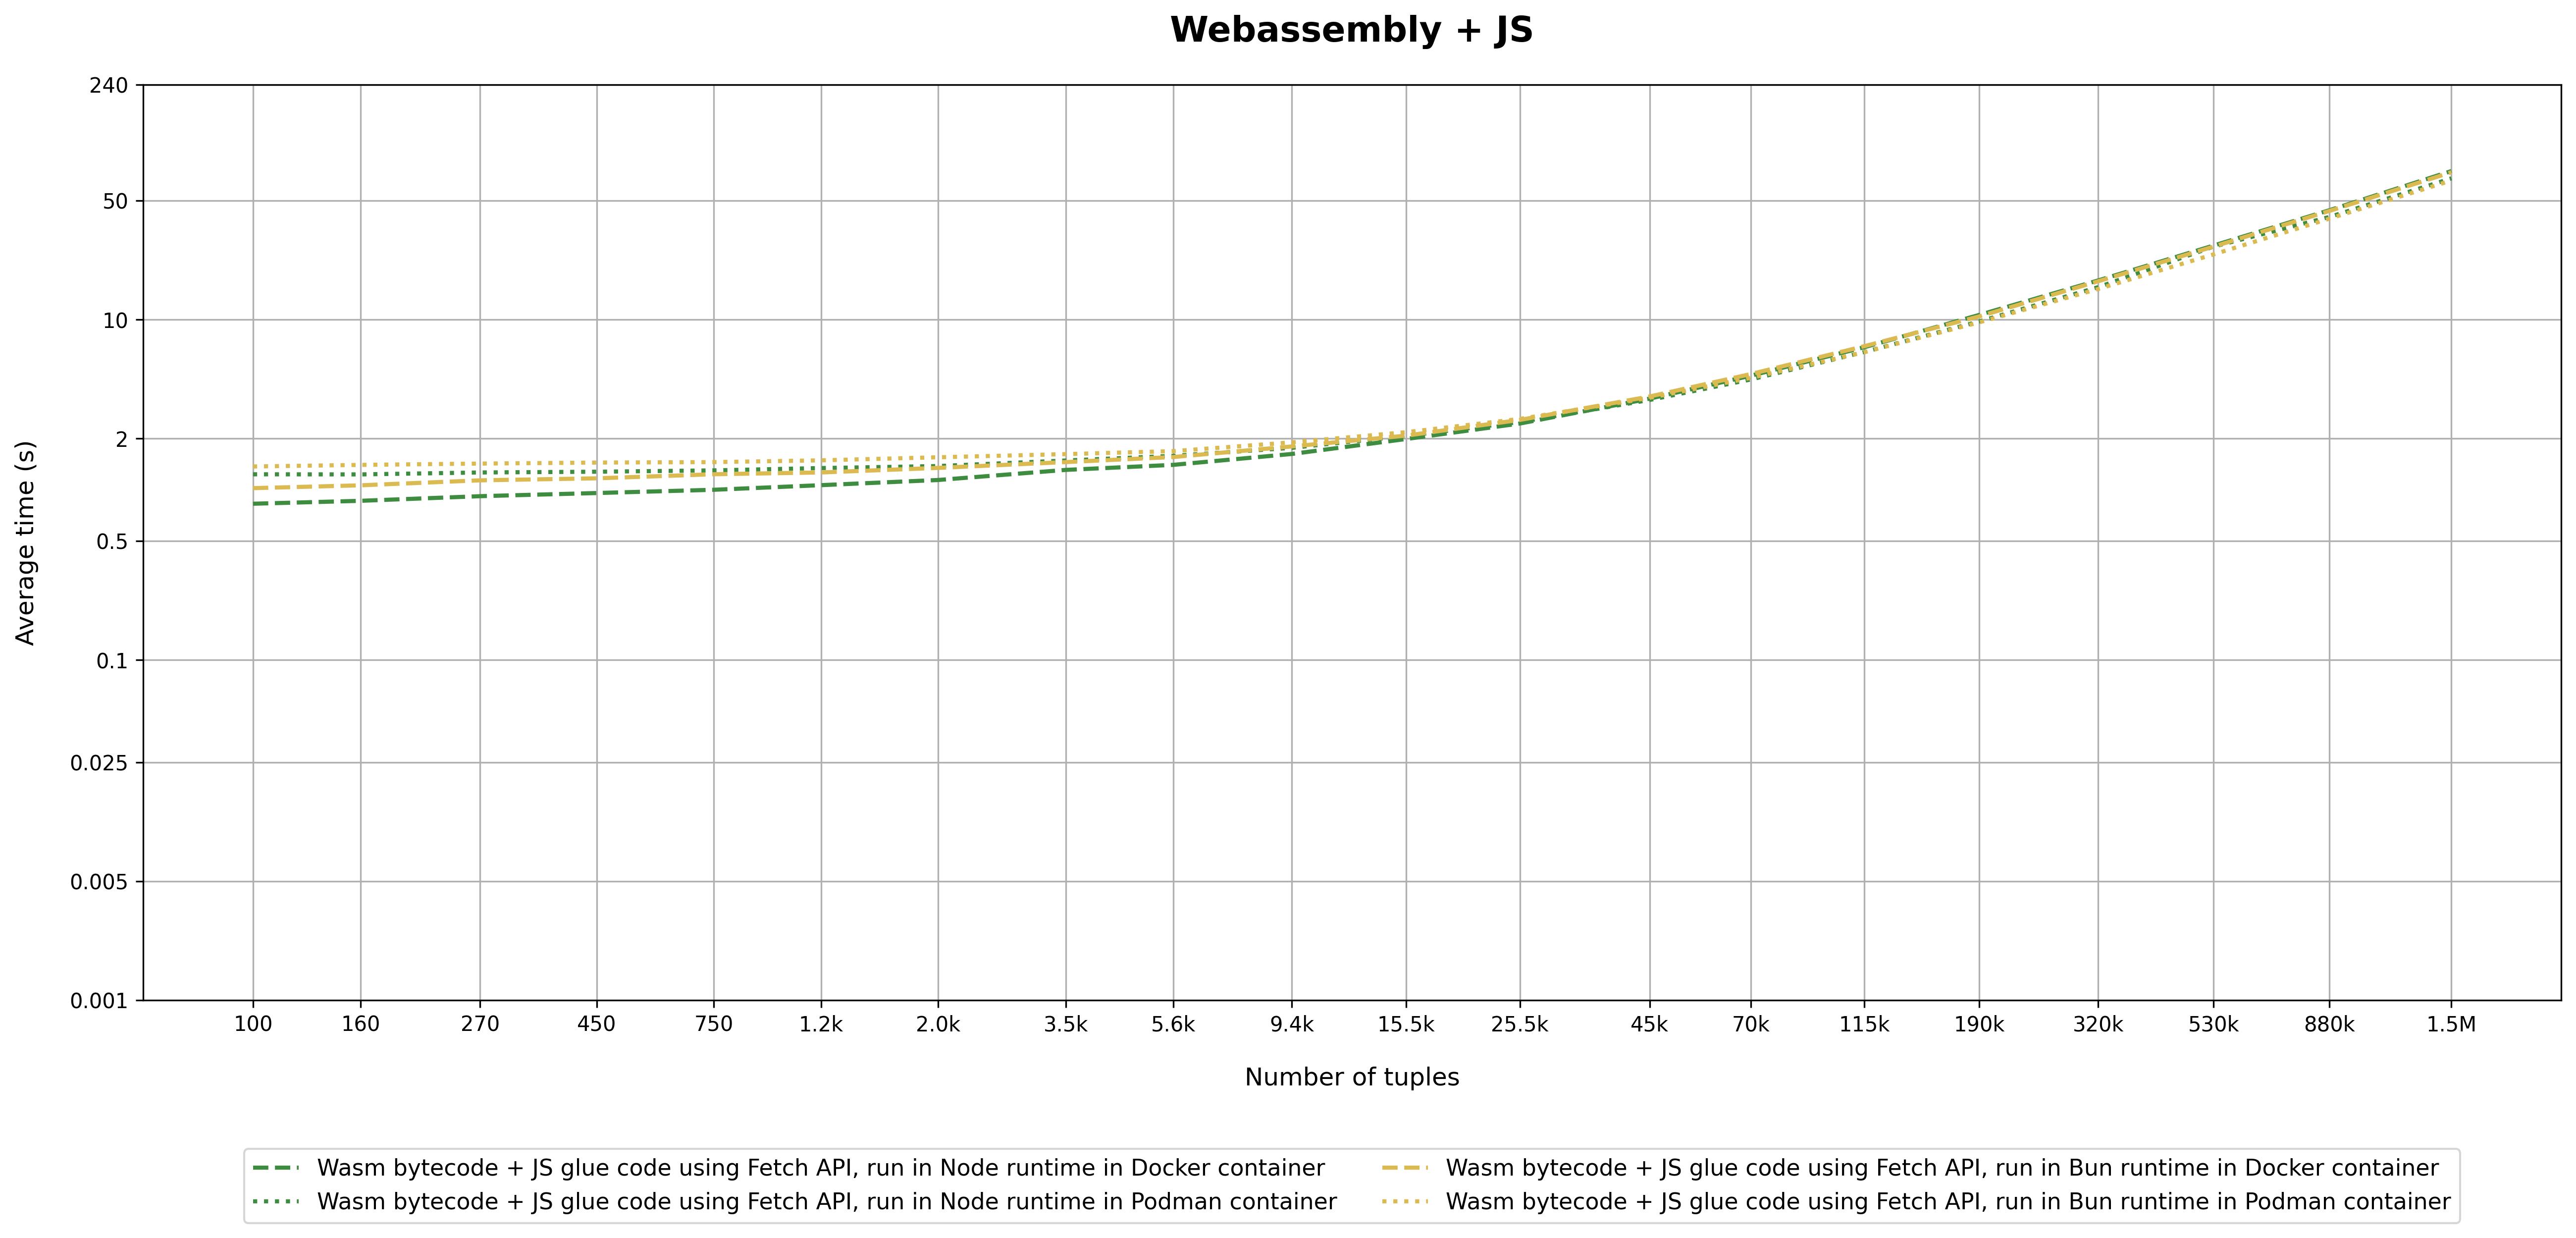 Webassembly + JS
240
50
10
2
0.5
0.1
0.025
0.005
0.001
Average time (s)
100 160 270 450 750 1.2k 2.0k 3.5k 5.6k 9.4k 15.5k 25.5k 45k 70k 115k 190k 320k 530k 880k 1.5M
Number of tuples
Wasm bytecode + JS glue code using Fetch API, run in Node runtime in Docker container
Wasm bytecode + JS glue code using Fetch API, run in Node runtime in Podman container
Wasm bytecode + JS glue code using Fetch API, run in Bun runtime in Docker container
Wasm bytecode + JS glue code using Fetch API, run in Bun runtime in Podman container